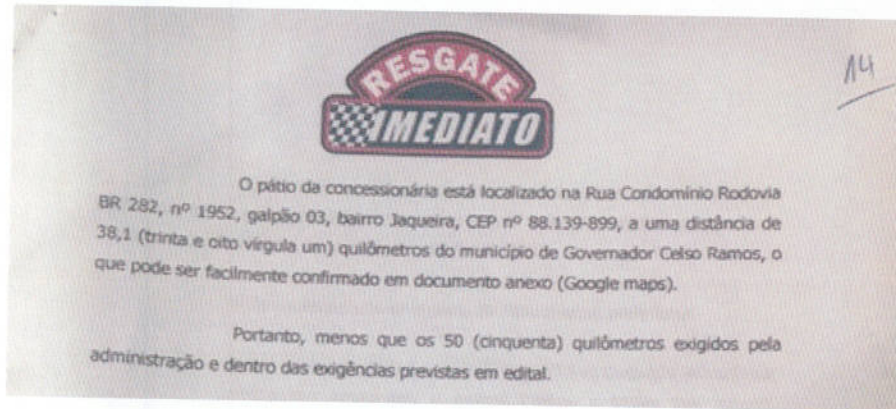 RESGATE
IMEDIATO
14
O pátio da concessionária está localizado na Rua Condomínio Rodovia
BR 282, nº 1952, galpão 03, bairro Jaqueira, CEP nº 88.139-899, a uma distância de
38,1 (trinta e oito vírgula um) quilômetros do município de Governador Celso Ramos, o
que pode ser facilmente confirmado em documento anexo (Google maps).
Portanto, menos que os 50 (cinquenta) quilômetros exigidos pela
administração e dentro das exigências previstas em edital.